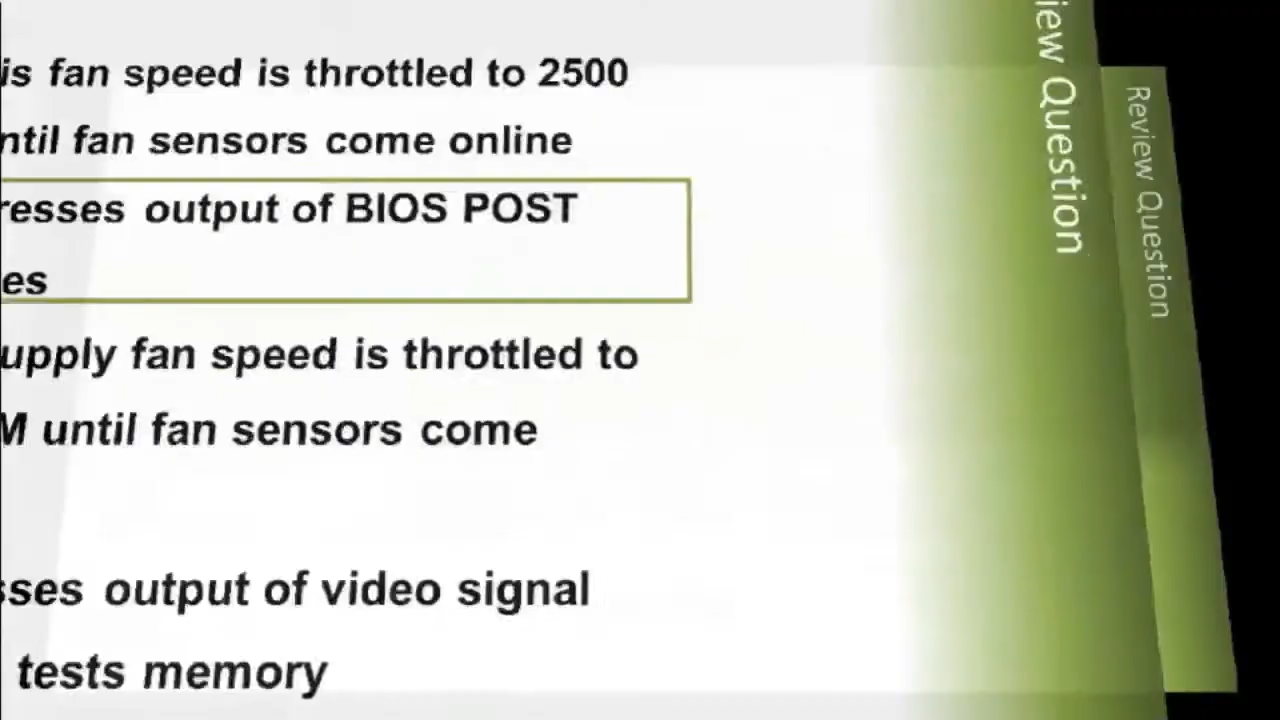 is fan speed is throttled to 2500
ntil fan sensors come online
resses output of BIOS POST
es
upply fan speed is throttled to
M until fan sensors come
sses output of video signal
tests memory
iew Question
Review Question